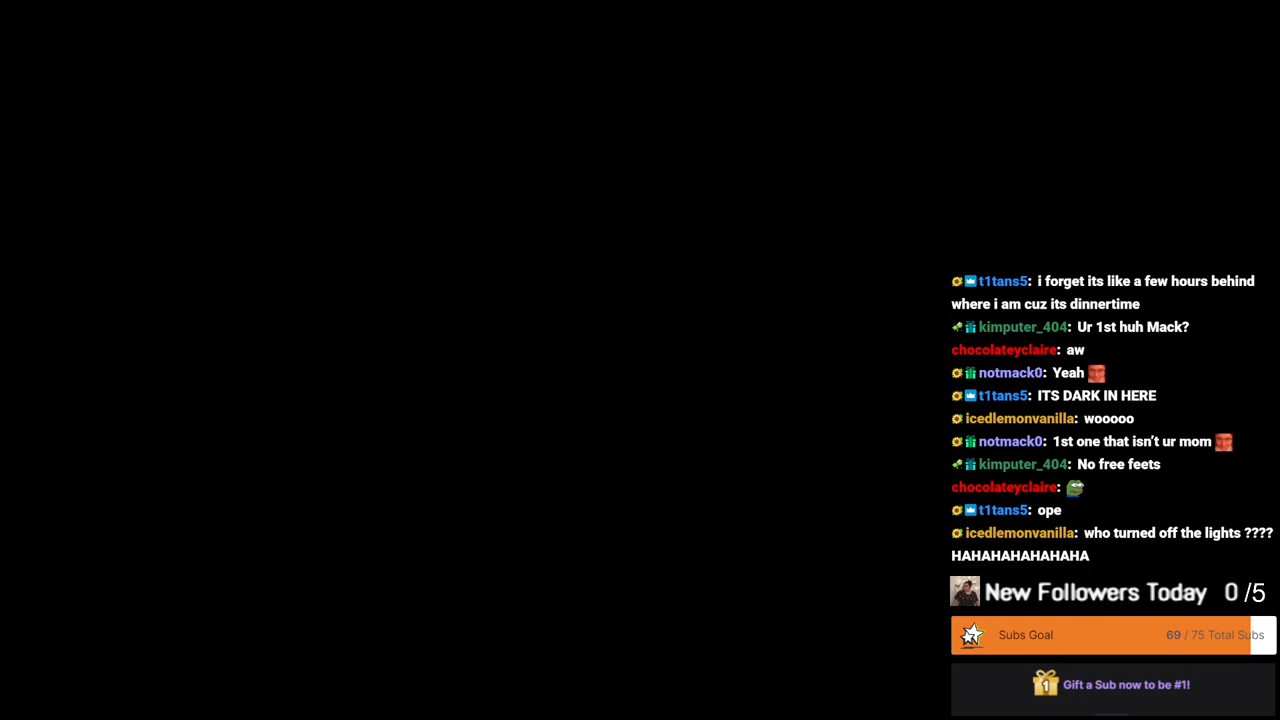 t1tans5: i forget its like a few hours behind
where i am cuz its dinnertime
kimputer_404: Ur 1st huh Mack?
chocolateyclaire: aw
notmack0: Yeah
t1tans5: ITS DARK IN HERE
icedlemonvanilla: wooooo
notmack0: 1st one that isn’t ur mom
kimputer_404: No free feets
chocolateyclaire:
t1tans5: ope
icedlemonvanilla: who turned off the lights ????
HAHAHAHAHAHAHA
New Followers Today 0 /5
Subs Goal 69 / 75 Total Subs
1 Gift a Sub now to be #1!